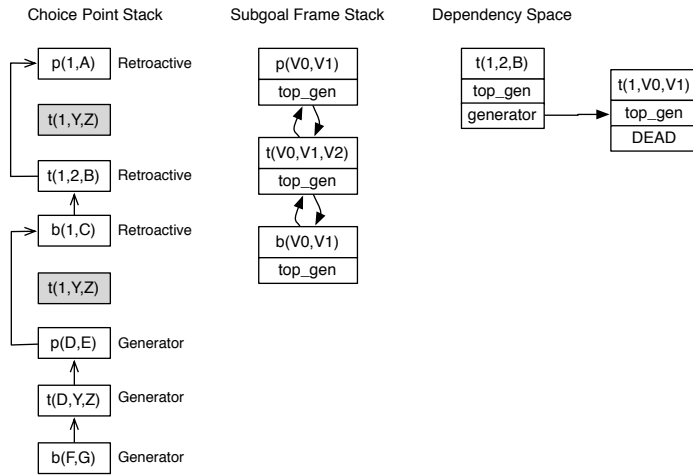 Choice Point Stack
p(1,A) Retroactive
t(1,Y,Z)
t(1,2,B) Retroactive
b(1,C) Retroactive
t(1,Y,Z)
p(D,E) Generator
t(D,Y,Z) Generator
b(F,G) Generator
Subgoal Frame Stack
p(V0,V1)
top_gen
t(V0,V1,V2)
top_gen
b(V0,V1)
top_gen
Dependency Space
t(1,2,B)
top_gen
generator
t(1,V0,V1)
top_gen
DEAD